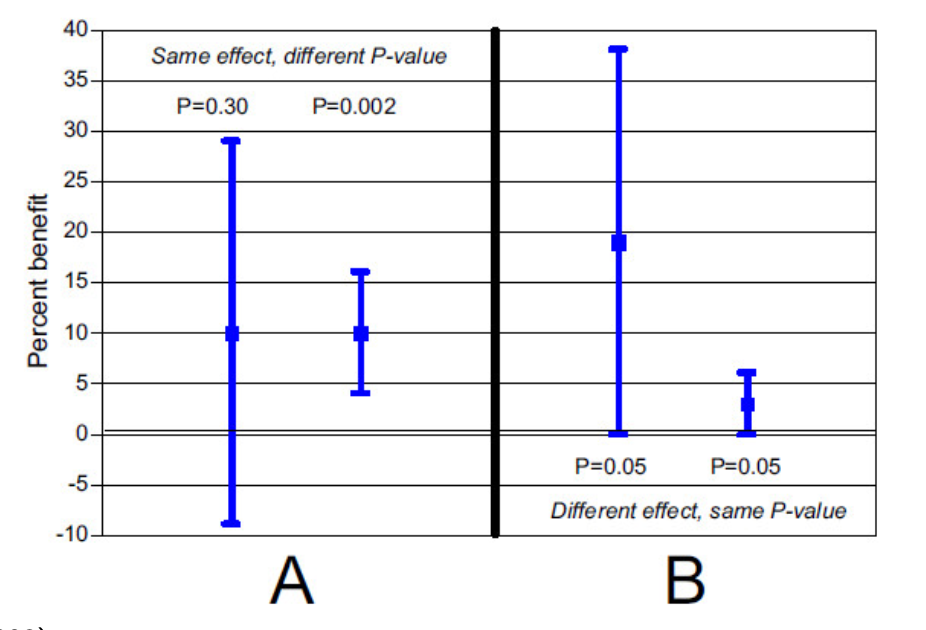 40
Same effect, different P-value
35
P=0.30 P=0.002
30
25
20
15
10
5
0
P=0.05 P=0.05
-5
Different effect, same P-value
-10
Percent benefit
A B